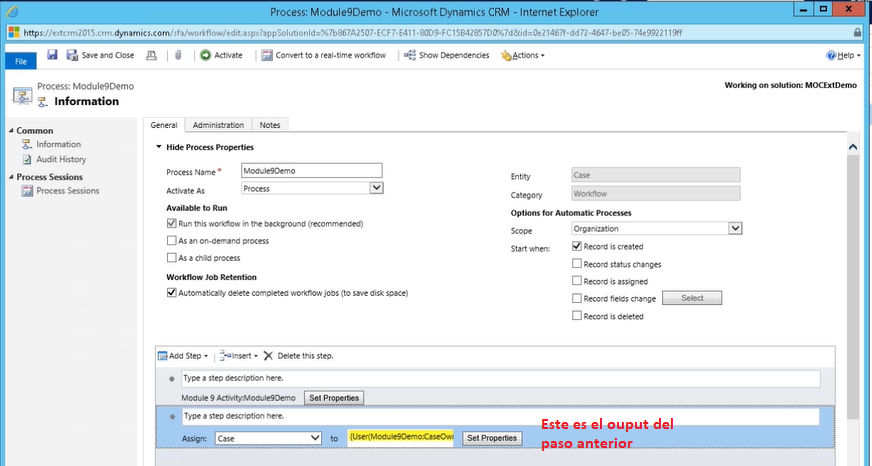 Process: Module9Demo - Microsoft Dynamics CRM - Internet Explorer
https://extcrm2015.crm.dynamics.com/sfa/workflow/edit.aspx?appSolutionId=%7b867A2507-ECF7-E411-80D9-FC15B42857D0%7d&id=0e21467f-dd72-4647-be05-74e9922119ff
File
Save and Close
Activate
Convert to a real-time workflow
Show Dependencies
Actions
Help
Process: Module9Demo
Information
Working on solution: MOCExtDemo
Common
Information
Audit History
Process Sessions
Process Sessions
General
Administration
Notes
Hide Process Properties
Process Name *
Module9Demo
Activate As
Process
Available to Run
Run this workflow in the background (recommended)
As an on-demand process
As a child process
Workflow Job Retention
Automatically delete completed workflow jobs (to save disk space)
Entity
Case
Category
Workflow
Options for Automatic Processes
Scope
Organization
Start when:
Record is created
Record status changes
Record is assigned
Record fields change
Select
Record is deleted
Add Step
Insert
Delete this step.
Type a step description here.
Module 9 Activity:Module9Demo
Set Properties
Type a step description here.
Assign:
Case
to
{User(Module9Demo:CaseOwn
Set Properties
Este es el ouput del
paso anterior